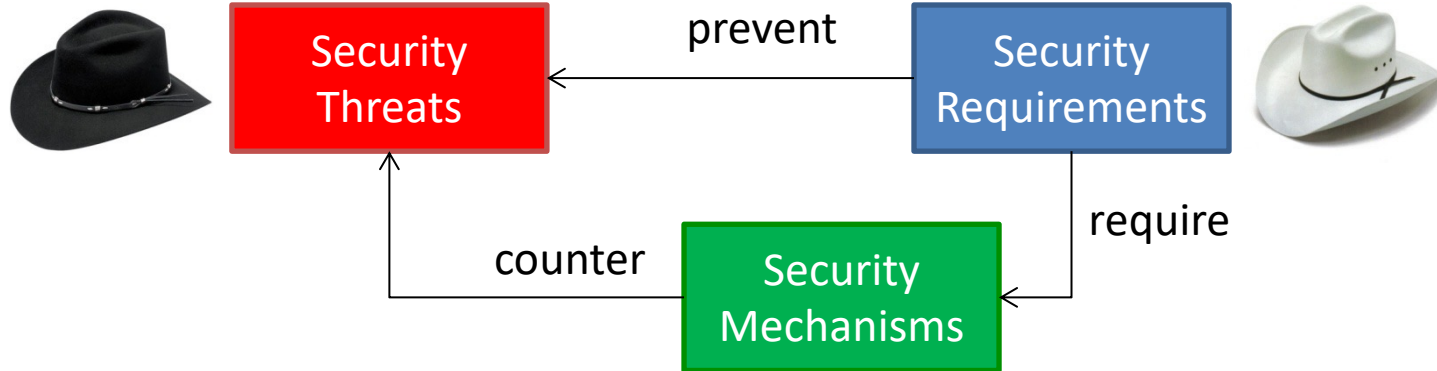 Security
Threats
prevent
Security
Requirements
require
counter
Security
Mechanisms